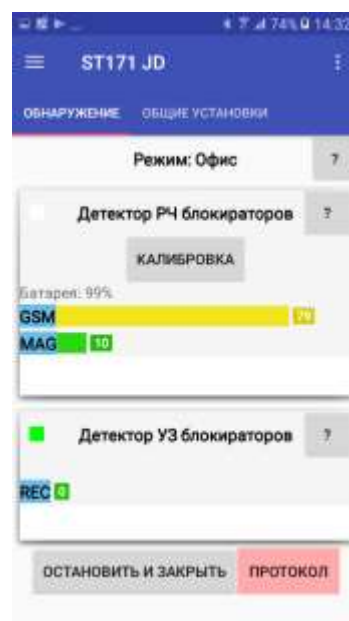 74% 14:32
ST171 JD
ОБНАРУЖЕНИЕ ОБЩИЕ УСТАНОВКИ
Режим: Офис ?
Детектор РЧ блокираторов ?
КАЛИБРОВКА
Батарея: 99%
GSM 79
MAG 10
Детектор УЗ блокираторов ?
REC 0
ОСТАНОВИТЬ И ЗАКРЫТЬ ПРОТОКОЛ